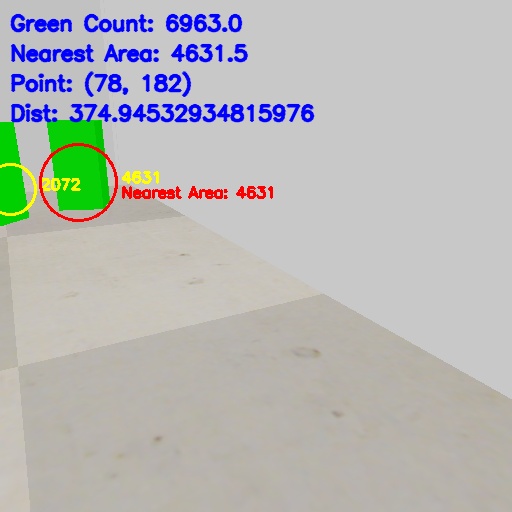 Green Count: 6963.0
Nearest Area: 4631.5
Point: (78, 182)
Dist: 374.94532934815976
2072
4631
Nearest Area: 4631